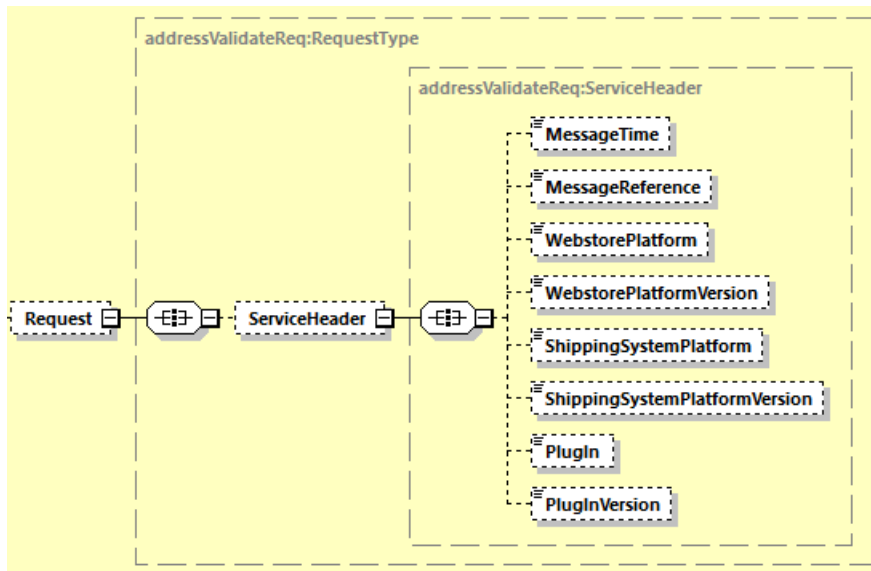 addressValidateReq:RequestType
addressValidateReq:ServiceHeader
MessageTime
MessageReference
WebstorePlatform
WebstorePlatformVersion
Request
ServiceHeader
ShippingSystemPlatform
ShippingSystemPlatformVersion
PlugIn
PlugInVersion